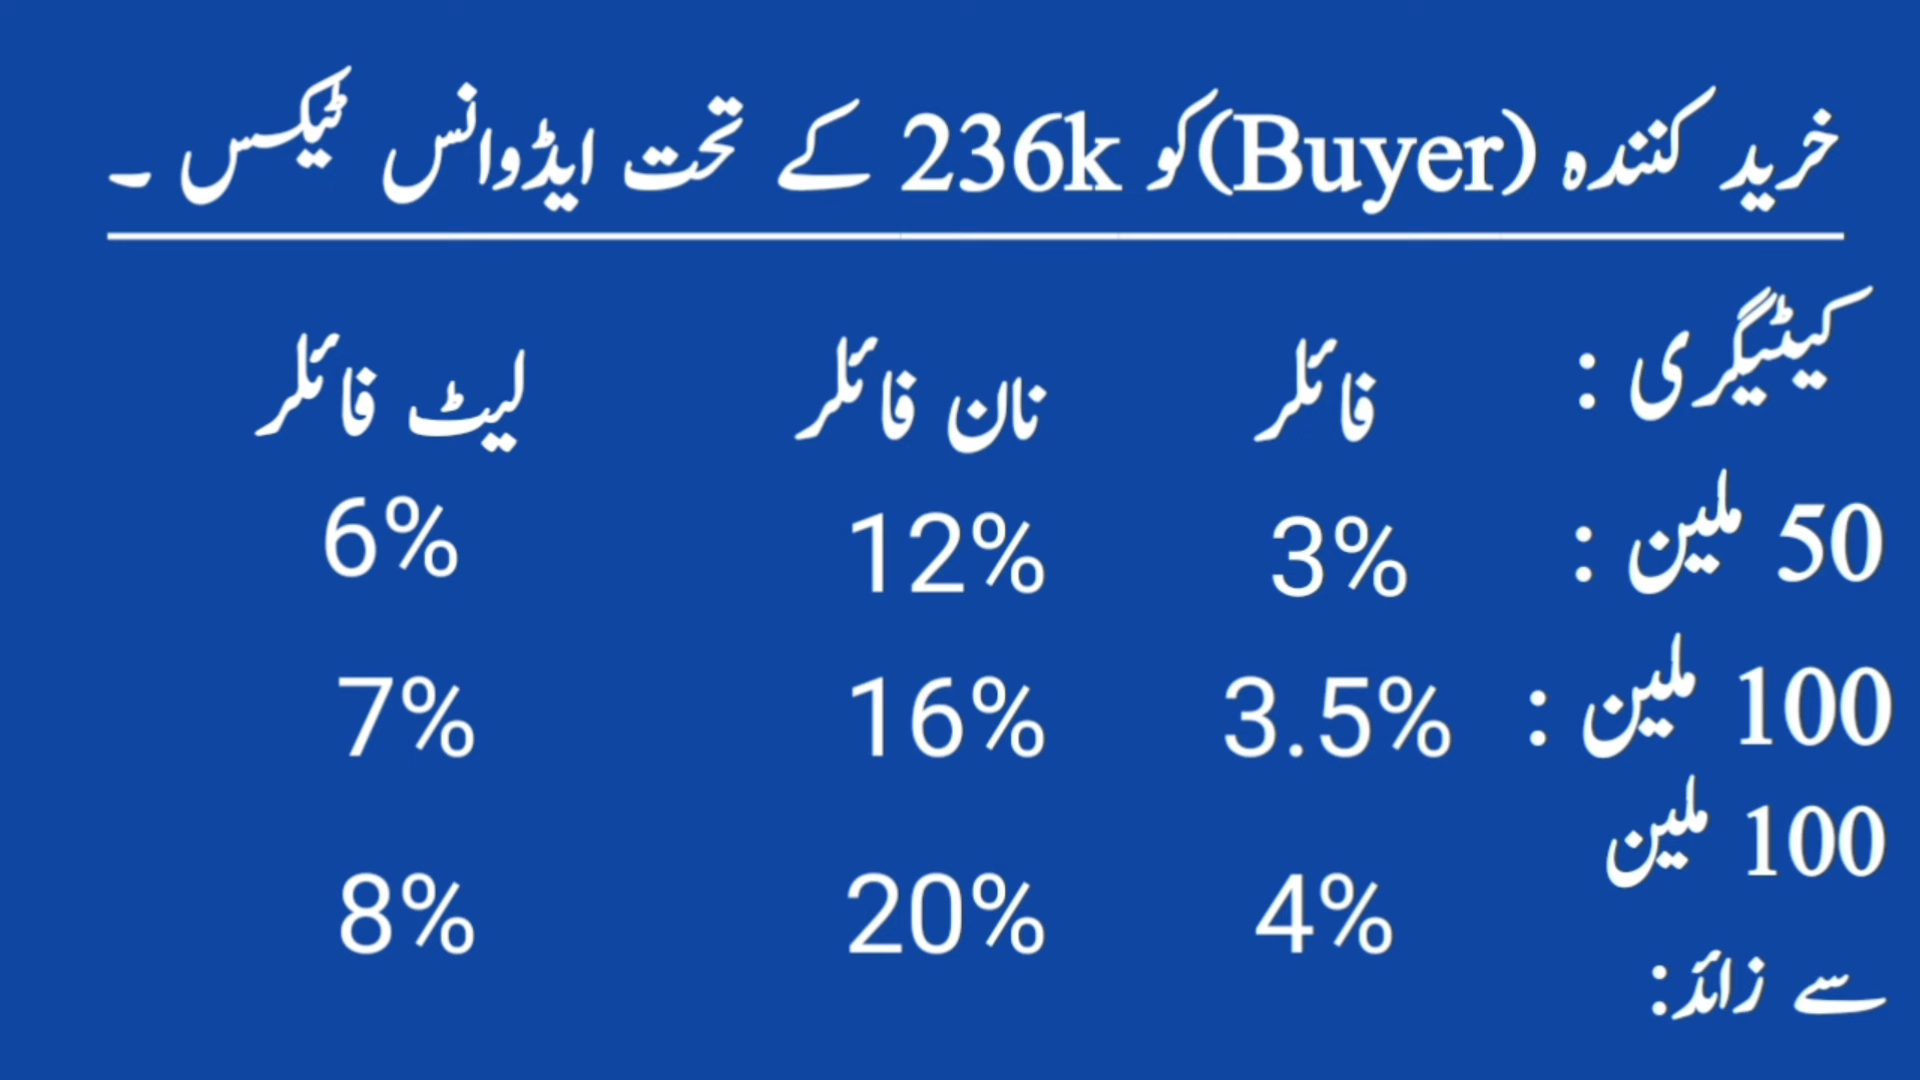 خرید کنندہ (Buyer)کو 236k کے تحت ایڈوانس ٹیکس ۔
کیٹیگری : فائلر نان فائلر لیٹ فائلر
50 ملین : 3% 12% 6%
100 ملین : 3.5% 16% 7%
100 ملین
سے زائد: 4% 20% 8%